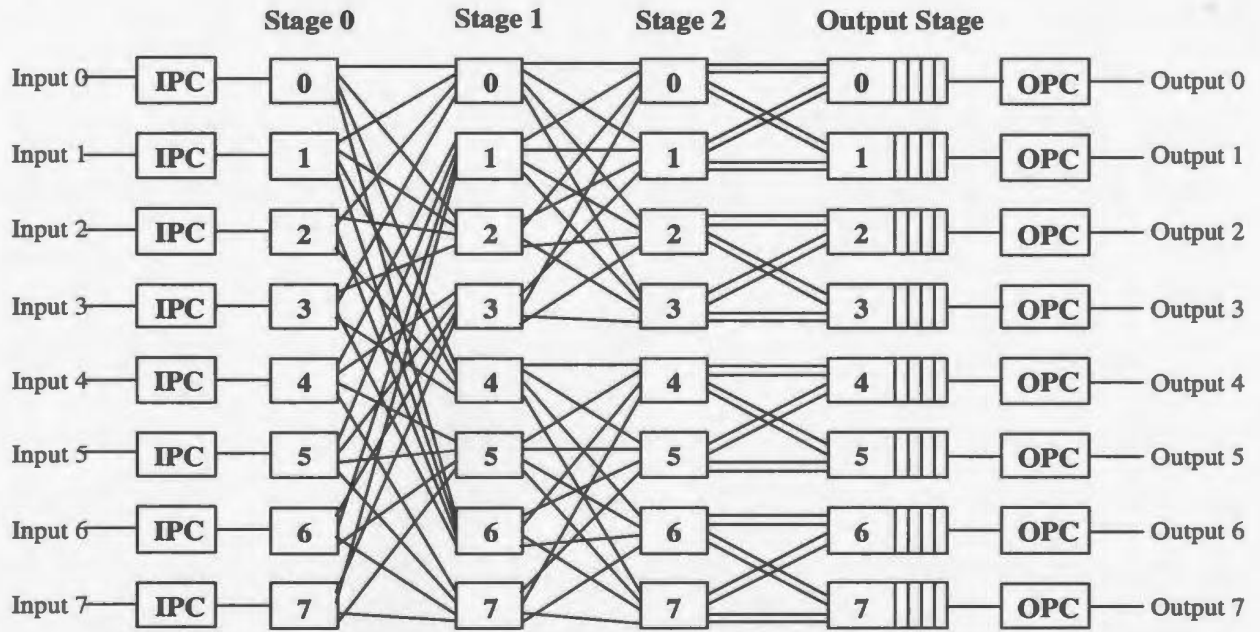 Stage 0 Stage 1 Stage 2 Output Stage
Input 0 IPC 0 0 0 0 OPC Output 0
Input 1 IPC 1 1 1 1 OPC Output 1
Input 2 IPC 2 2 2 2 OPC Output 2
Input 3 IPC 3 3 3 3 OPC Output 3
Input 4 IPC 4 4 4 4 OPC Output 4
Input 5 IPC 5 5 5 5 OPC Output 5
Input 6 IPC 6 6 6 6 OPC Output 6
Input 7 IPC 7 7 7 7 OPC Output 7